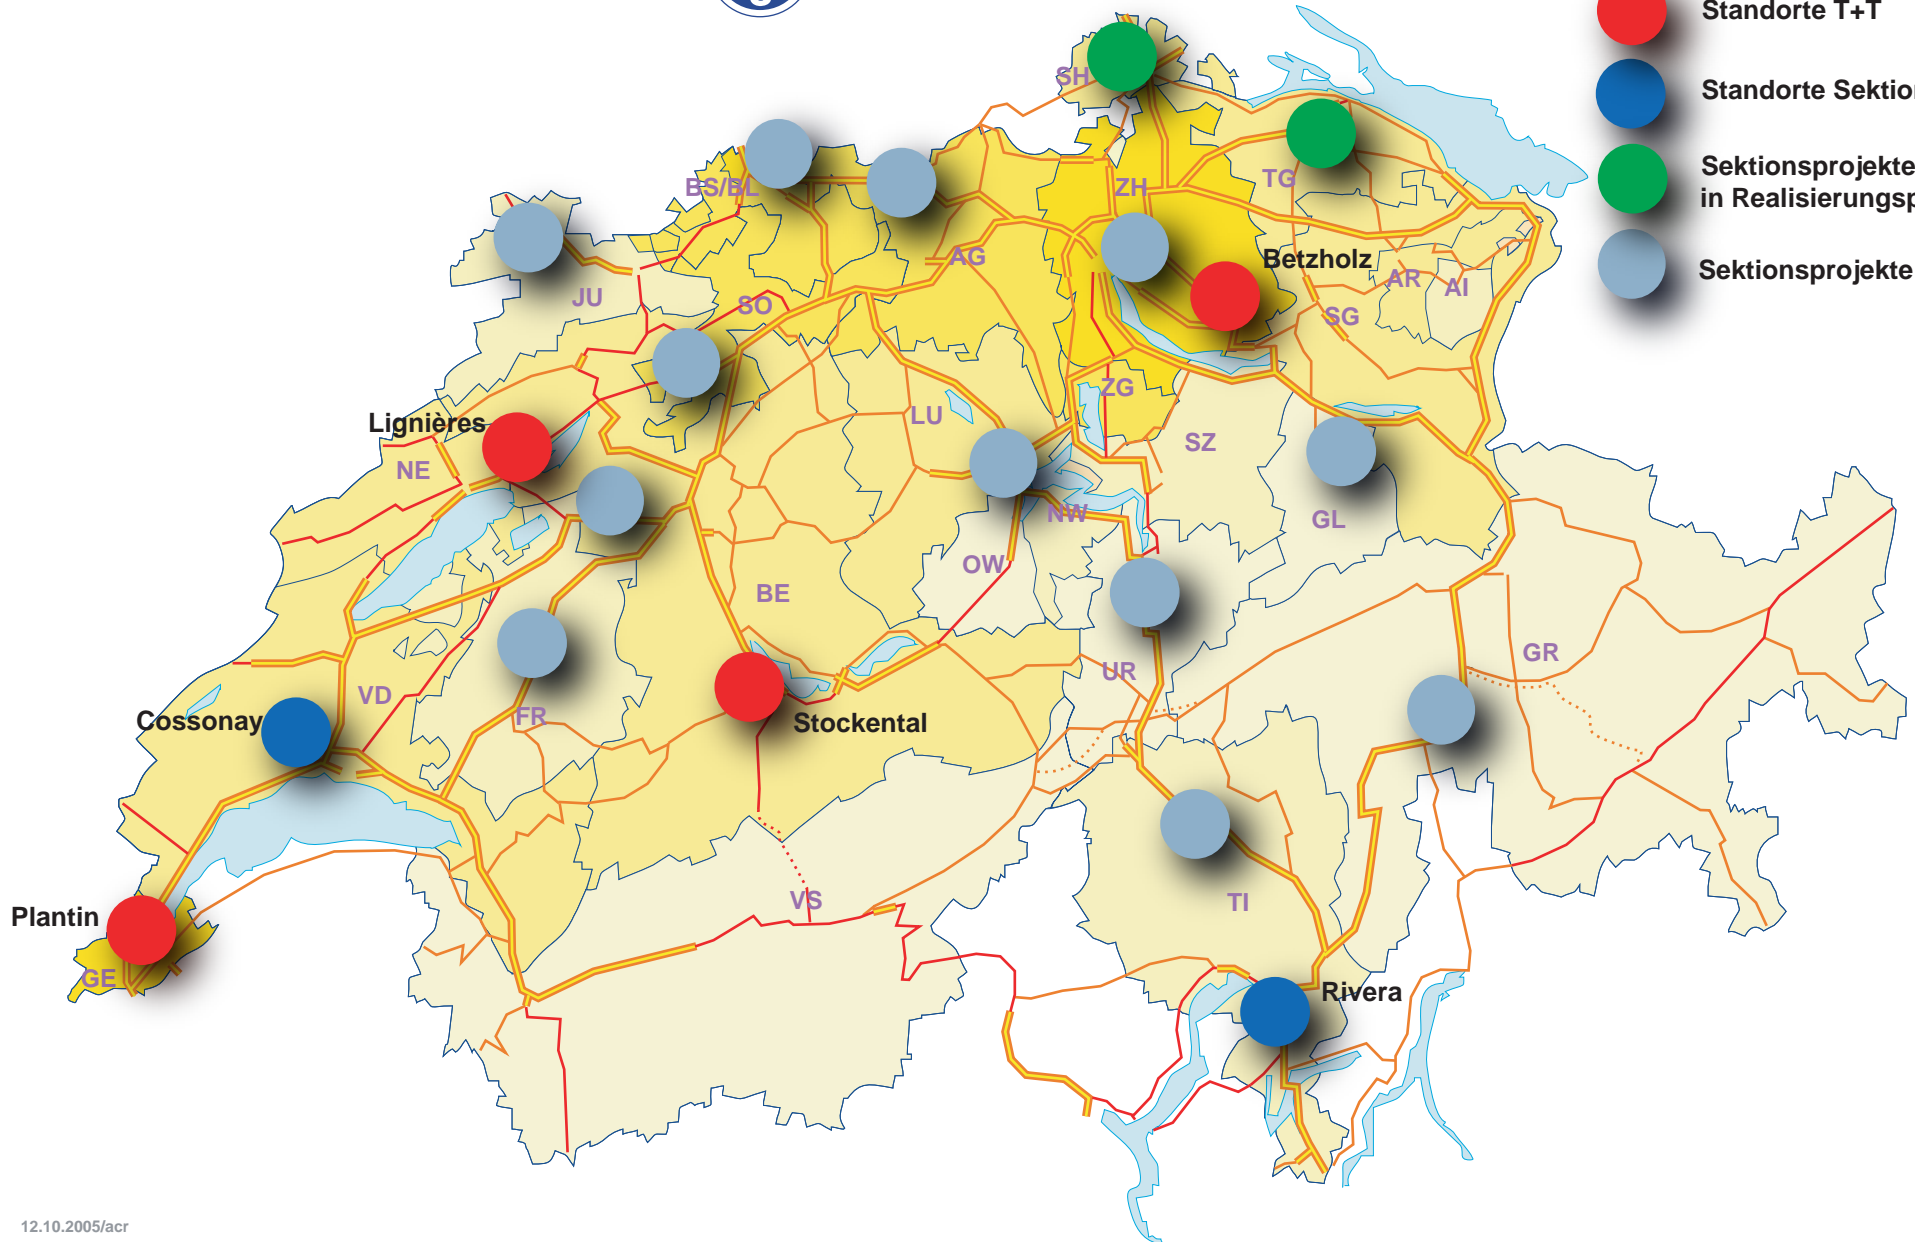 Standorte T+T
Standorte Sektion
Sektionsprojekte
in Realisierungsp
Sektionsprojekte
SH
BS/BL
ZH
TG
AG
Betzholz
JU
SO
AR
AI
SG
ZG
Lignières
LU
SZ
NE
NW
GL
OW
BE
GR
UR
VD
FR
Cossonay
Stockental
VS
TI
Plantin
GE
Rivera
12.10.2005/acr